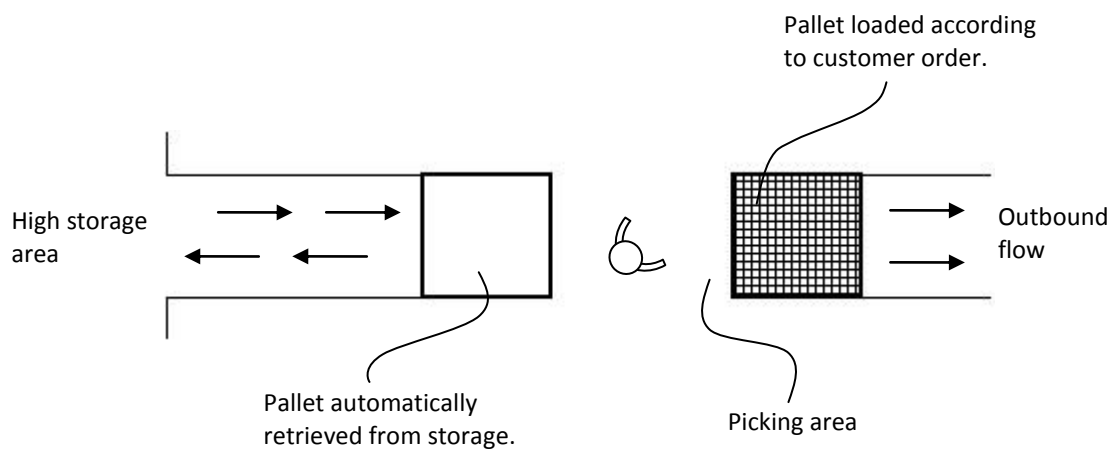 Pallet loaded according
to customer order.
High storage
area
Outbound
flow
Pallet automatically
retrieved from storage.
Picking area